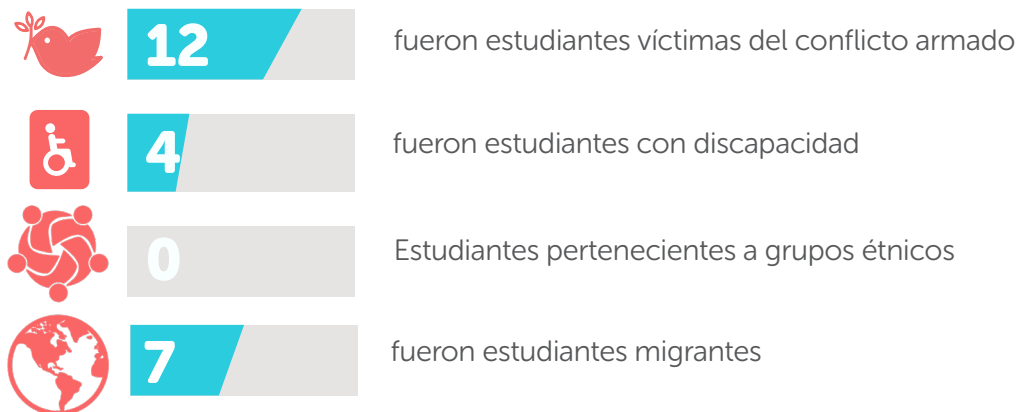 12 fueron estudiantes víctimas del conflicto armado
4 fueron estudiantes con discapacidad
0 Estudiantes pertenecientes a grupos étnicos
7 fueron estudiantes migrantes